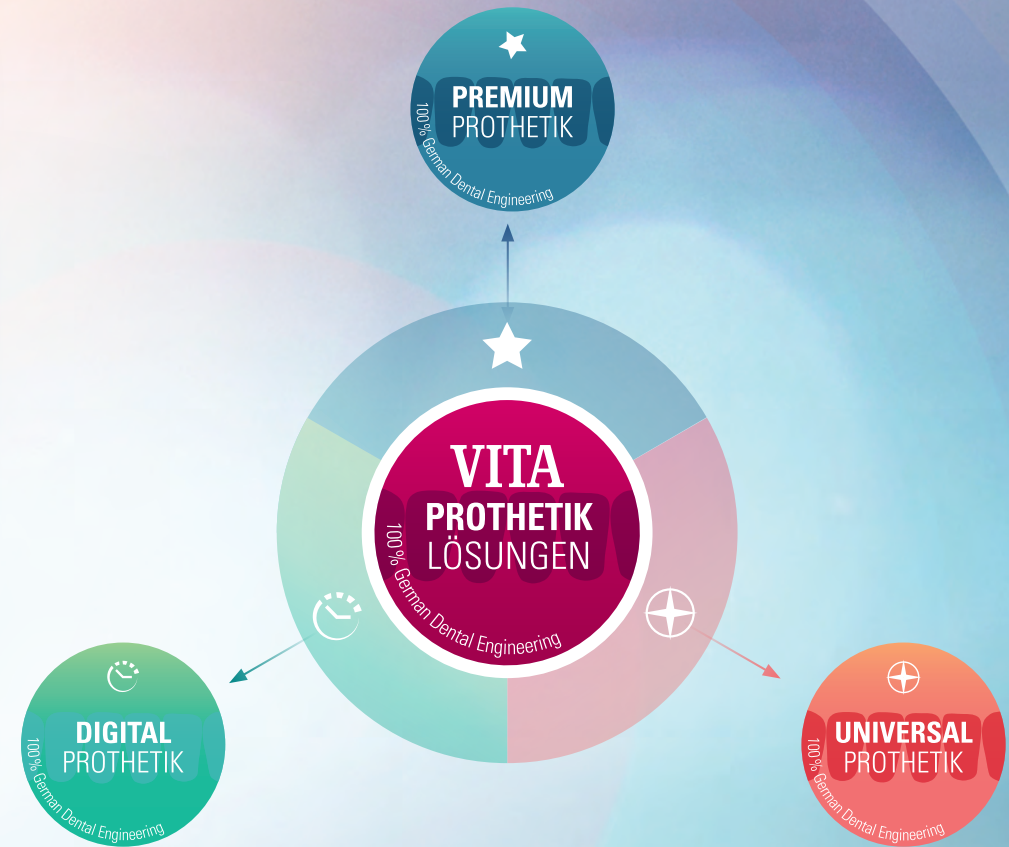 PREMIUM
PROTHETIK
100 % German Dental Engineering
VITA
PROTHETIK
LÖSUNGEN
100 % German Dental Engineering
DIGITAL
PROTHETIK
100 % German Dental Engineering
UNIVERSAL
PROTHETIK
100 % German Dental Engineering